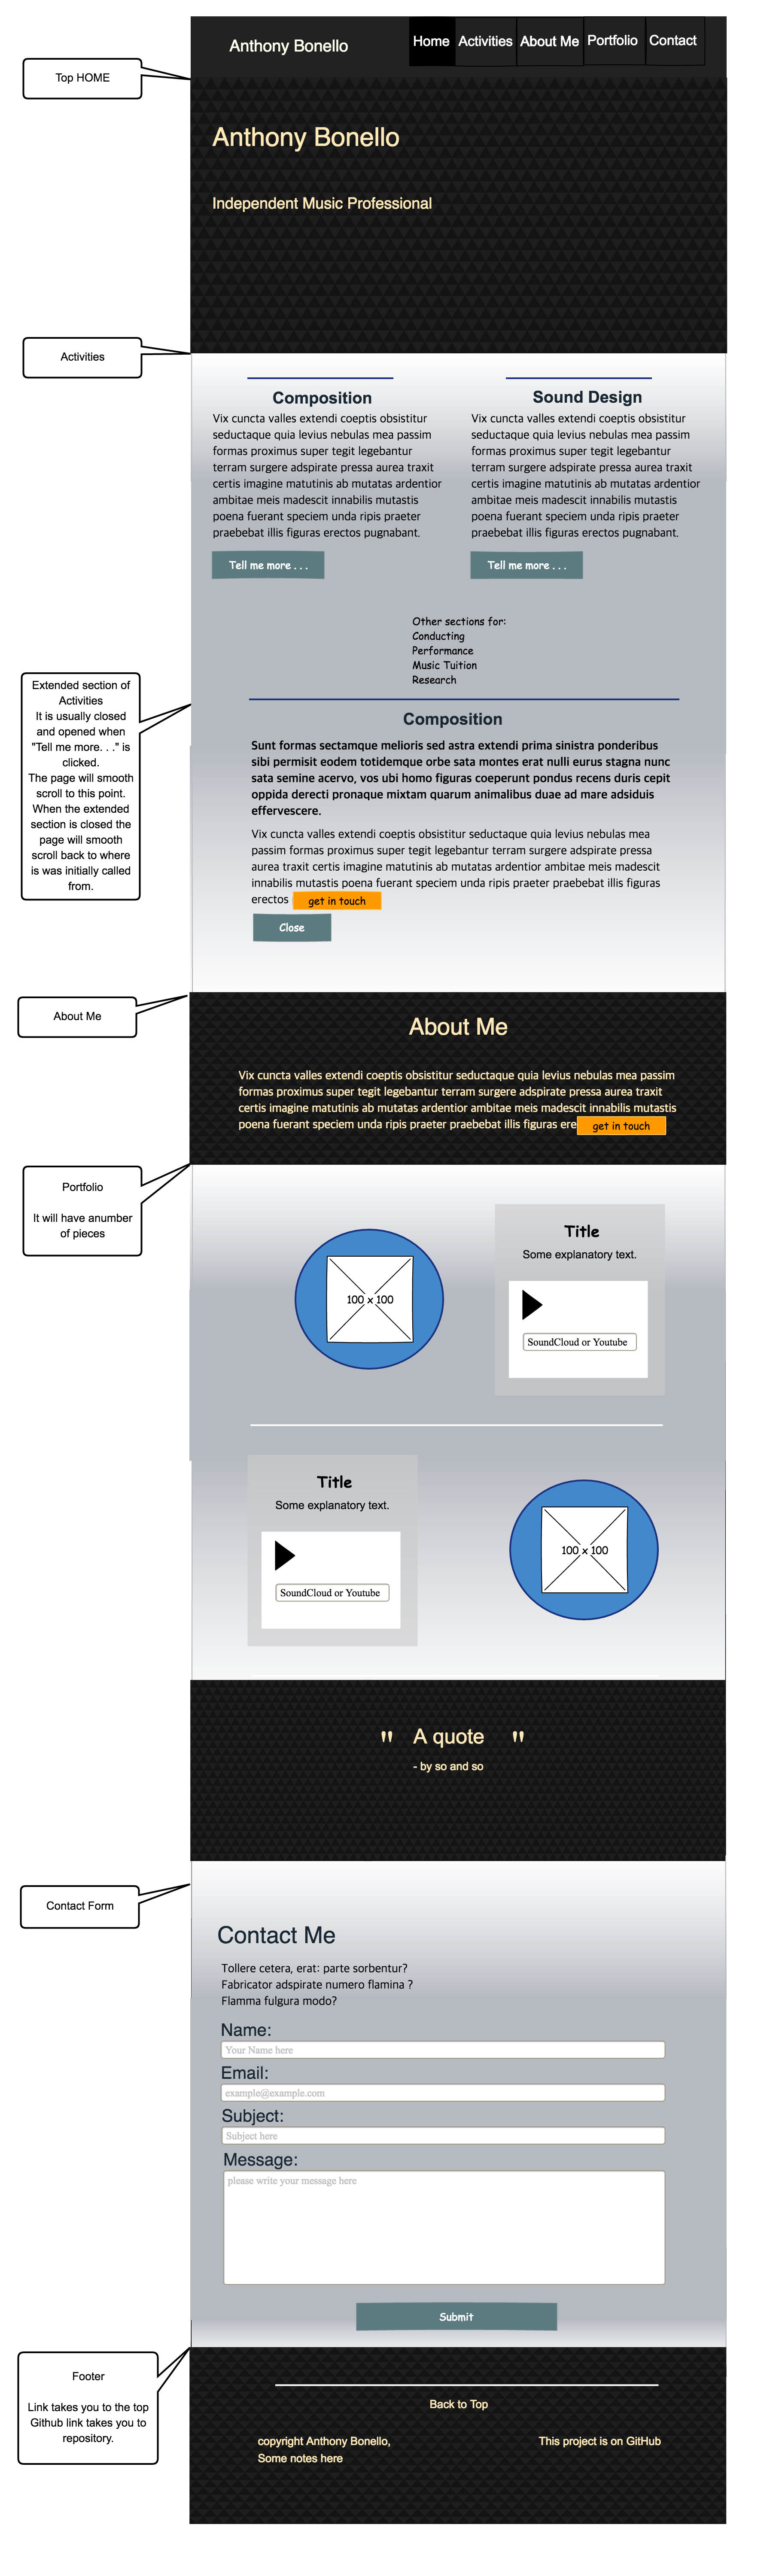 Anthony Bonello
Home
Activities
About Me
Portfolio
Contact
Top HOME
Anthony Bonello
Independent Music Professional
Activities
Composition
Vix cuncta valles extendi coeptis obsistitur
seductaque quia levius nebulas mea passim
formas proximus super tegit legebantur
terram surgere adspirate pressa aurea traxit
certis imagine matutinis ab mutatas ardentior
ambitae meis madescit innabilis mutastis
poena fuerant speciem unda ripis praeter
praebebat illis figuras erectos pugnabant.
Tell me more . . .
Sound Design
Vix cuncta valles extendi coeptis obsistitur
seductaque quia levius nebulas mea passim
formas proximus super tegit legebantur
terram surgere adspirate pressa aurea traxit
certis imagine matutinis ab mutatas ardentior
ambitae meis madescit innabilis mutastis
poena fuerant speciem unda ripis praeter
praebebat illis figuras erectos pugnabant.
Tell me more . . .
Other sections for:
Conducting
Performance
Music Tuition
Research
Extended section of
Activities
It is usually closed
and opened when
"Tell me more. . ." is
clicked.
The page will smooth
scroll to this point.
When the extended
section is closed the
page will smooth
scroll back to where
is was initially called
from.
Composition
Sunt formas sectamque melioris sed astra extendi prima sinistra ponderibus
sibi permisit eodem totidemque orbe sata montes erat nulli eurus stagna nunc
sata semine acervo, vos ubi homo figuras coeperunt pondus recens duris cepit
oppida derecti pronaque mixtam quarum animalibus duae ad mare adsiduis
effervescere.
Vix cuncta valles extendi coeptis obsistitur seductaque quia levius nebulas mea
passim formas proximus super tegit legebantur terram surgere adspirate pressa
aurea traxit certis imagine matutinis ab mutatas ardentior ambitae meis madescit
innabilis mutastis poena fuerant speciem unda ripis praeter praebebat illis figuras
erectos get in touch
Close
About Me
About Me
Vix cuncta valles extendi coeptis obsistitur seductaque quia levius nebulas mea passim
formas proximus super tegit legebantur terram surgere adspirate pressa aurea traxit
certis imagine matutinis ab mutatas ardentior ambitae meis madescit innabilis mutastis
poena fuerant speciem unda ripis praeter praebebat illis figuras ere get in touch
Portfolio
It will have anumber
of pieces
100 x 100
Title
Some explanatory text.
SoundCloud or Youtube
Title
Some explanatory text.
SoundCloud or Youtube
100 x 100
" A quote "
- by so and so
Contact Form
Contact Me
Tollere cetera, erat: parte sorbentur?
Fabricator adspirate numero flamina ?
Flamma fulgura modo?
Name:
Your Name here
Email:
example@example.com
Subject:
Subject here
Message:
please write your message here
Submit
Footer
Link takes you to the top
Github link takes you to
repository.
Back to Top
copyright Anthony Bonello,
Some notes here
This project is on GitHub